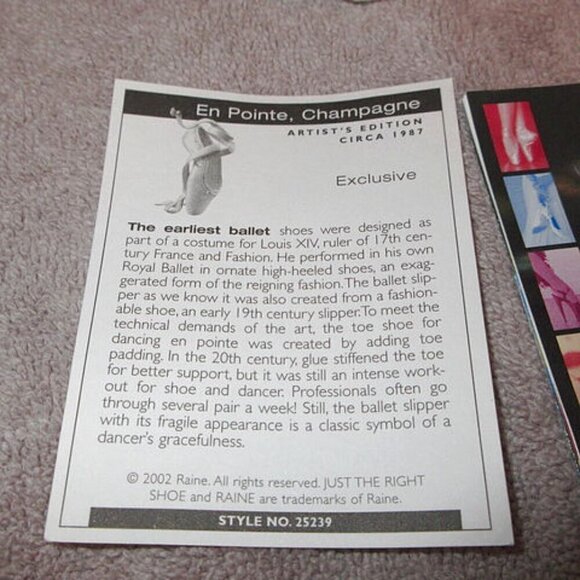 En Pointe, Champagne
ARTIST'S EDITION
CIRCA 1987
Exclusive
The earliest ballet shoes were designed as
part of a costume for Louis XIV, ruler of 17th cen-
tury France and Fashion. He performed in his own
Royal Ballet in ornate high-heeled shoes, an exag-
gerated form of the reigning fashion. The ballet slip-
per as we know it was also created from a fashion-
able shoe, an early 19th century slipper. To meet the
technical demands of the art, the toe shoe for
dancing en pointe was created by adding toe
padding. In the 20th century, glue stiffened the toe
for better support, but it was still an intense work-
out for shoe and dancer. Professionals often go
through several pair a week! Still, the ballet slipper
with its fragile appearance is a classic symbol of a
dancer's gracefulness.
© 2002 Raine. All rights reserved. JUST THE RIGHT
SHOE and RAINE are trademarks of Raine.
STYLE NO. 25239